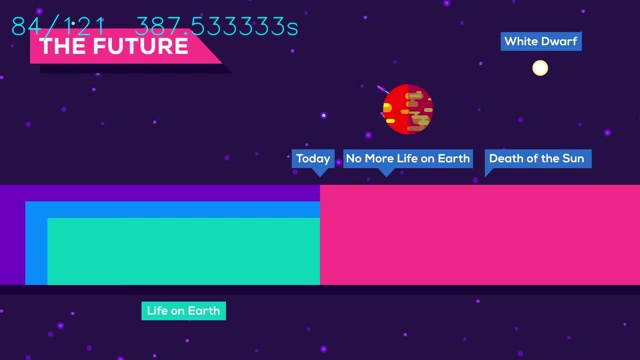 84/121 387.533333s
THE FUTURE
White Dwarf
Today
No More Life on Earth
Death of the Sun
Life on Earth